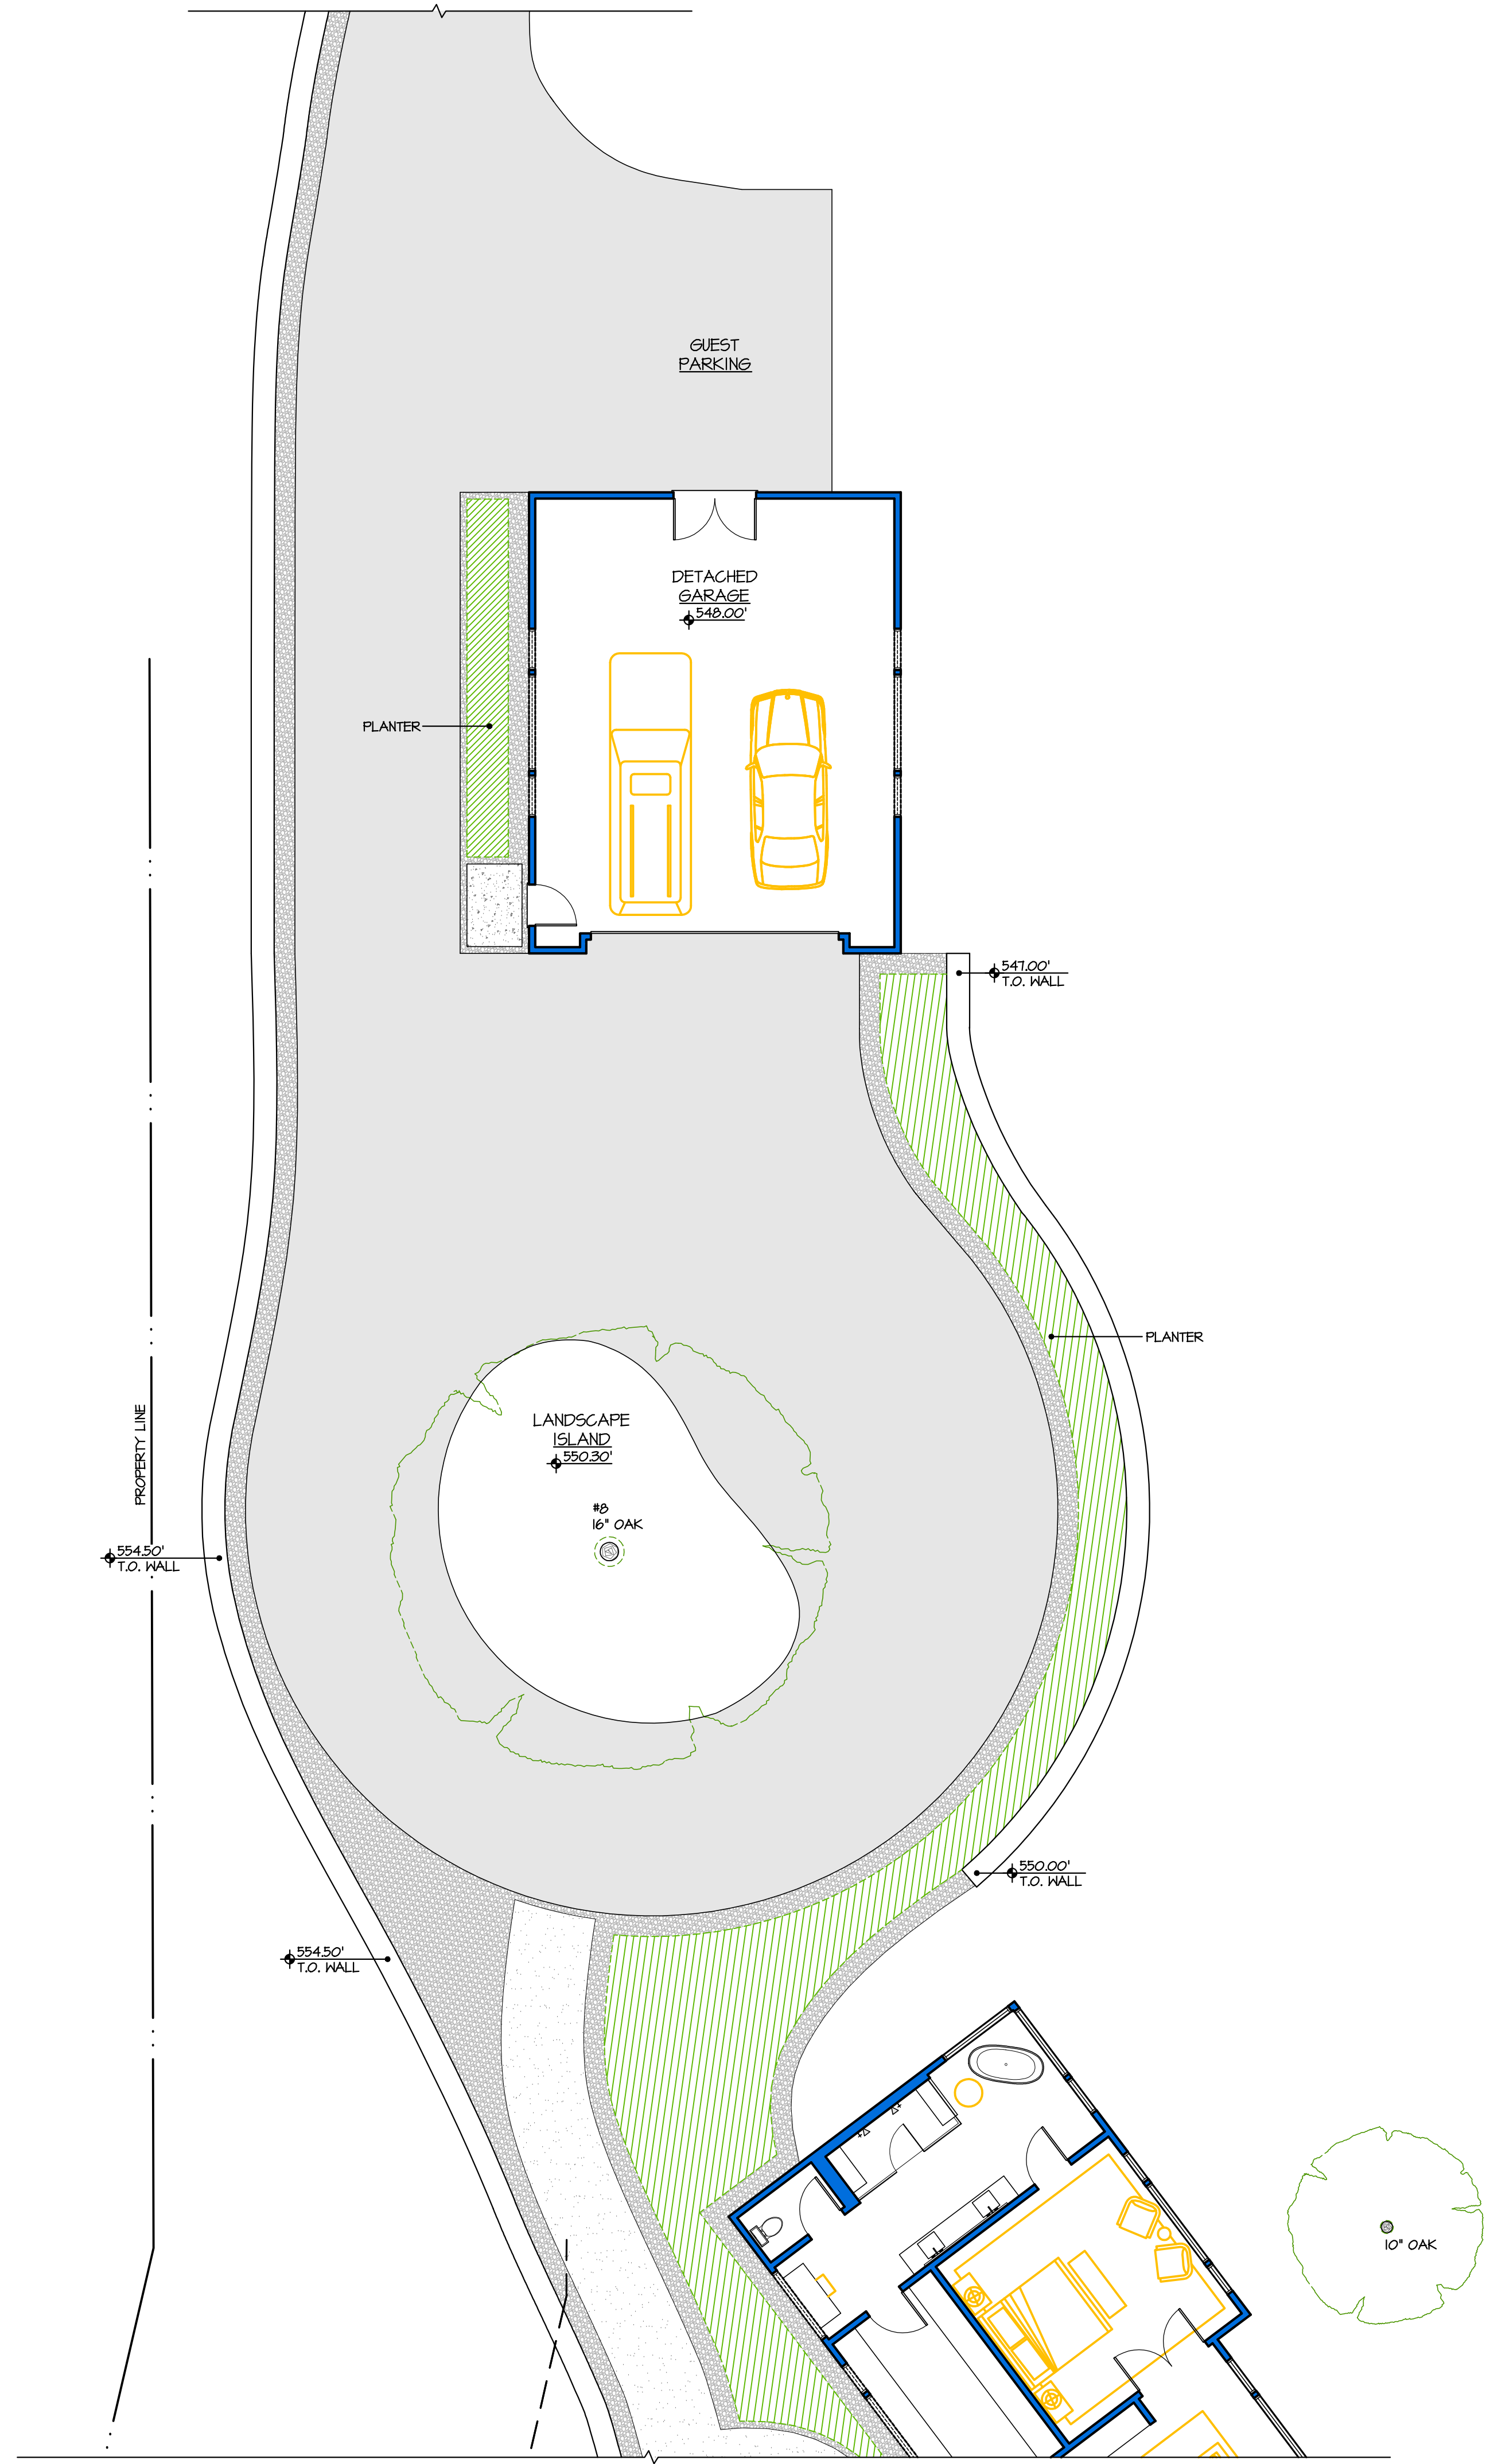 GUEST
PARKING
DETACHED
GARAGE
548.00'
PLANTER
547.00'
T.O. WALL
PLANTER
PROPERTY LINE
LANDSCAPE
ISLAND
550.30'
#8
16" OAK
554.50'
T.O. WALL
550.00'
T.O. WALL
554.50'
T.O. WALL
10" OAK